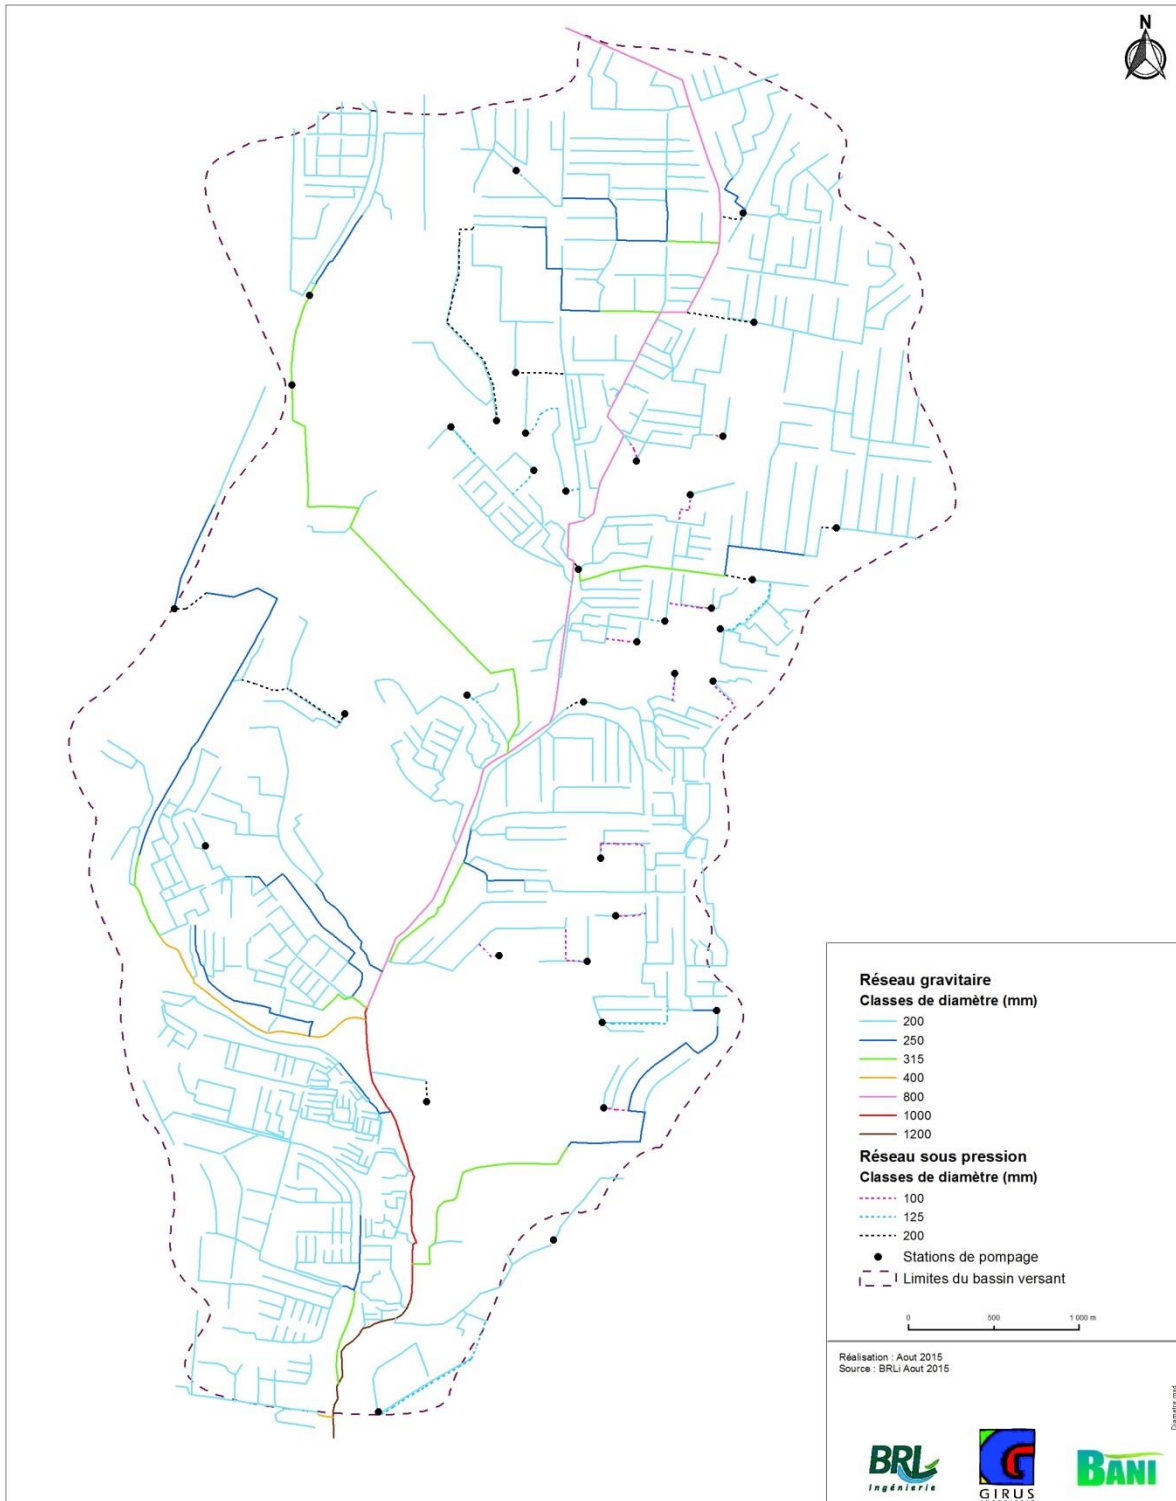 N
Réseau gravitaire
Classes de diamètre (mm)
200
250
315
400
800
1000
1200
Réseau sous pression
Classes de diamètre (mm)
100
125
200
Stations de pompage
Limites du bassin versant
0 500 1 000 m
Réalisation : Aout 2015
Source : BRLi Aout 2015
BRL
Ingénierie
GIRUS
BANI